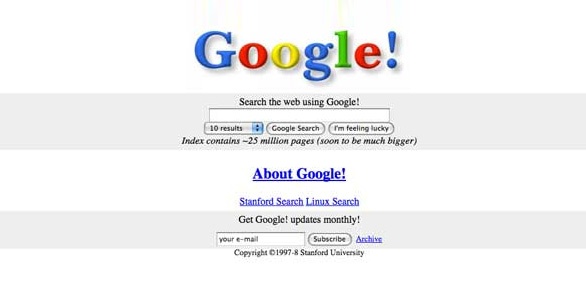 Google!
Search the web using Google!
10 results Google Search I'm feeling lucky
Index contains ~25 million pages (soon to be much bigger)
About Google!
Stanford Search Linux Search
Get Google! updates monthly!
your e-mail Subscribe Archive
Copyright ©1997-8 Stanford University